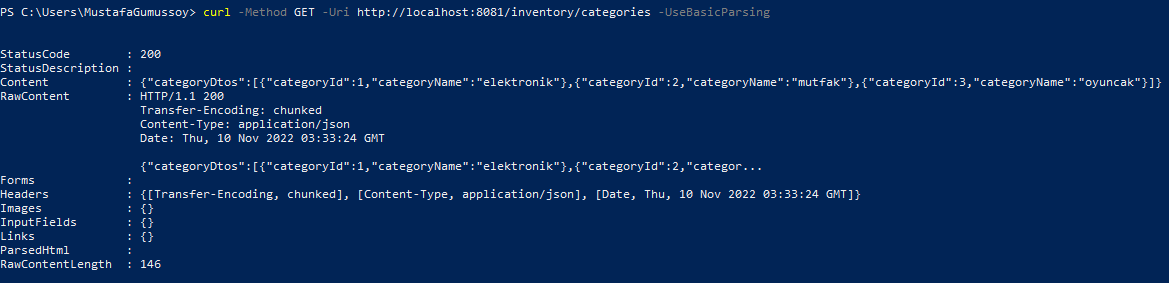 PS C:\Users\MustafaGumussoy> curl -Method GET -Uri http://localhost:8081/inventory/categories -UseBasicParsing
StatusCode        : 200
StatusDescription :
Content           : {"categoryDtos":[{"categoryId":1,"categoryName":"elektronik"},{"categoryId":2,"categoryName":"mutfak"},{"categoryId":3,"categoryName":"oyuncak"}]}
RawContent        : HTTP/1.1 200
                    Transfer-Encoding: chunked
                    Content-Type: application/json
                    Date: Thu, 10 Nov 2022 03:33:24 GMT
                    {"categoryDtos":[{"categoryId":1,"categoryName":"elektronik"},{"categoryId":2,"categor...
Forms             :
Headers           : {[Transfer-Encoding, chunked], [Content-Type, application/json], [Date, Thu, 10 Nov 2022 03:33:24 GMT]}
Images            : {}
InputFields       : {}
Links             : {}
ParsedHtml        :
RawContentLength  : 146